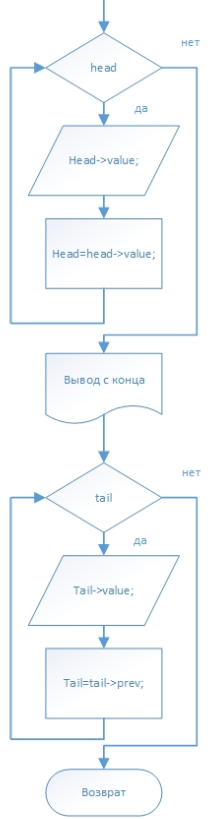 нет
head
да
Head->value;
Head=head->value;
Вывод с конца
нет
tail
да
Tail->value;
Tail=tail->prev;
Возврат